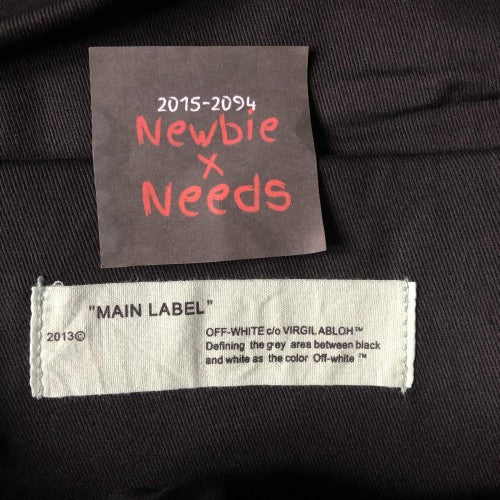 2015-2094
Newbie
x
Needs
"MAIN LABEL"
2013©
OFF-WHITE c/o VIRGIL ABLOH™
Defining the grey area between black
and white as the color Off-white ™